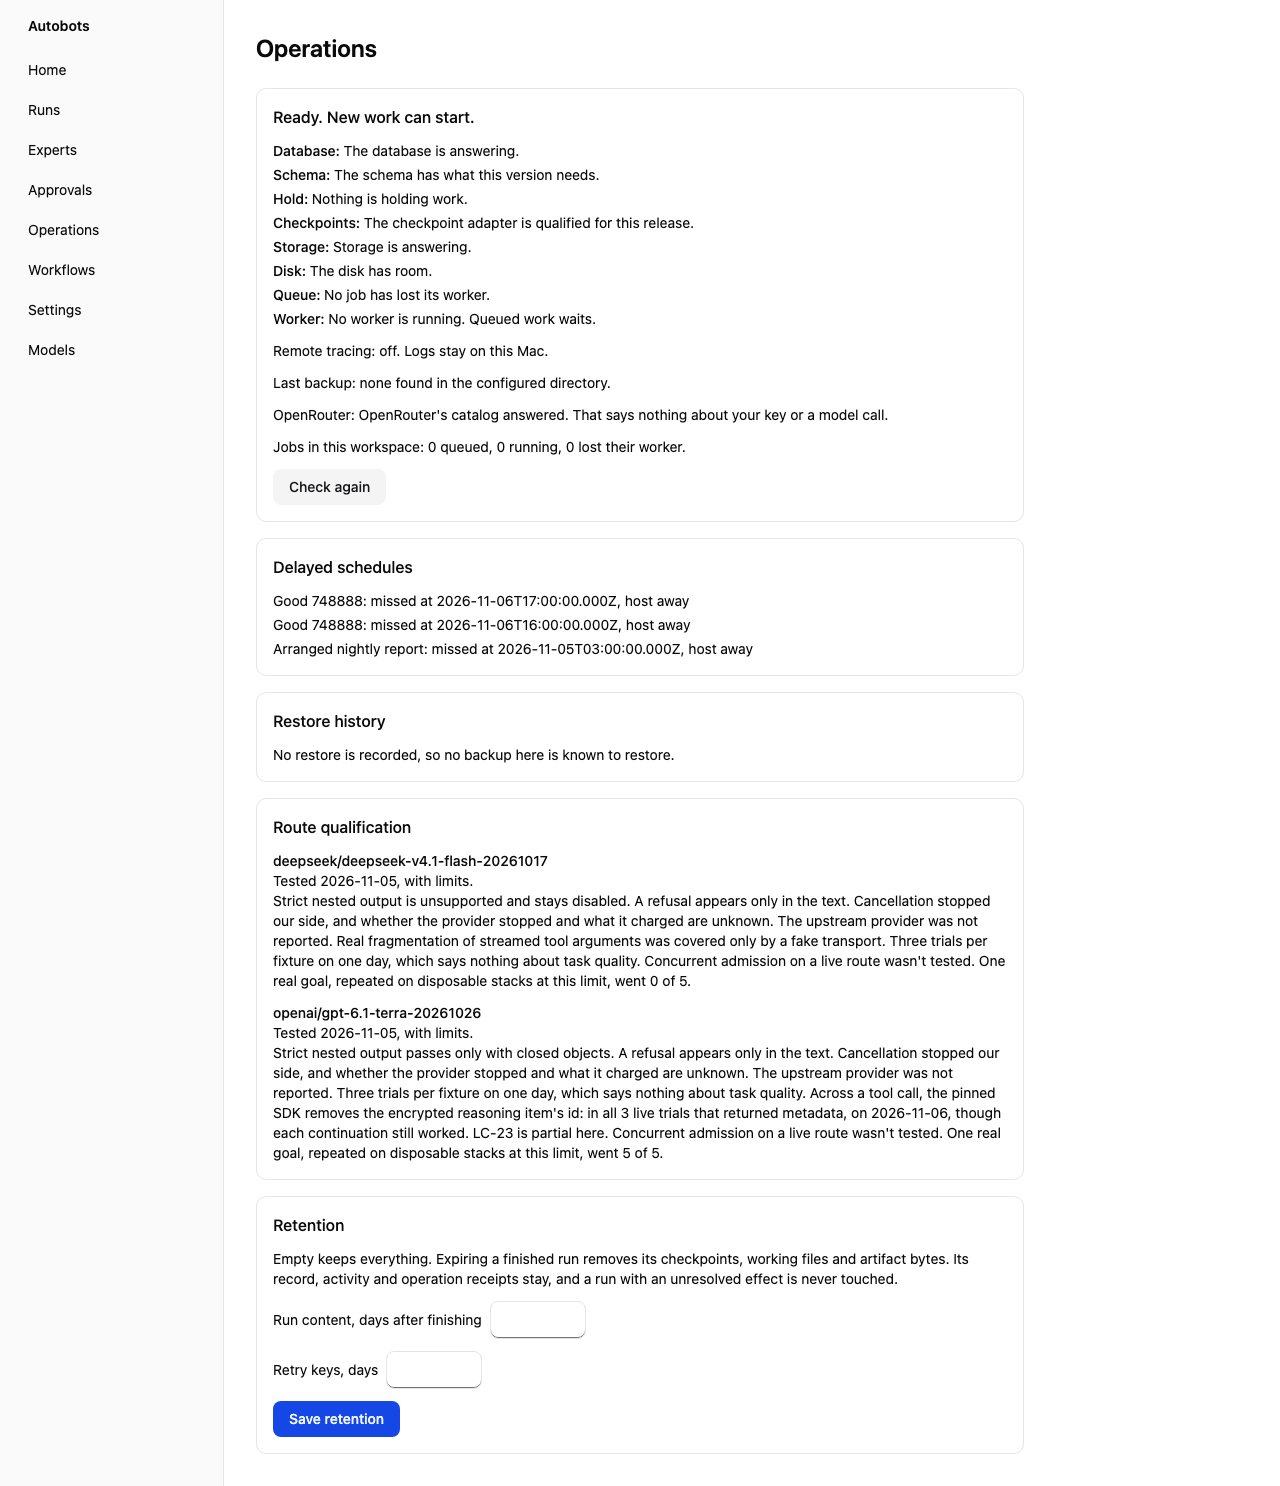 Autobots
Home
Runs
Experts
Approvals
Operations
Workflows
Settings
Models
Operations
Ready. New work can start.
Database: The database is answering.
Schema: The schema has what this version needs.
Hold: Nothing is holding work.
Checkpoints: The checkpoint adapter is qualified for this release.
Storage: Storage is answering.
Disk: The disk has room.
Queue: No job has lost its worker.
Worker: No worker is running. Queued work waits.
Remote tracing: off. Logs stay on this Mac.
Last backup: none found in the configured directory.
OpenRouter: OpenRouter's catalog answered. That says nothing about your key or a model call.
Jobs in this workspace: 0 queued, 0 running, 0 lost their worker.
Check again
Delayed schedules
Good 748888: missed at 2026-11-06T17:00:00.000Z, host away
Good 748888: missed at 2026-11-06T16:00:00.000Z, host away
Arranged nightly report: missed at 2026-11-05T03:00:00.000Z, host away
Restore history
No restore is recorded, so no backup here is known to restore.
Route qualification
deepseek/deepseek-v4.1-flash-20261017
Tested 2026-11-05, with limits.
Strict nested output is unsupported and stays disabled. A refusal appears only in the text. Cancellation stopped
our side, and whether the provider stopped and what it charged are unknown. The upstream provider was not
reported. Real fragmentation of streamed tool arguments was covered only by a fake transport. Three trials per
fixture on one day, which says nothing about task quality. Concurrent admission on a live route wasn't tested. One
real goal, repeated on disposable stacks at this limit, went 0 of 5.
openai/gpt-6.1-terra-20261026
Tested 2026-11-05, with limits.
Strict nested output passes only with closed objects. A refusal appears only in the text. Cancellation stopped our
side, and whether the provider stopped and what it charged are unknown. The upstream provider was not
reported. Three trials per fixture on one day, which says nothing about task quality. Across a tool call, the pinned
SDK removes the encrypted reasoning item's id: in all 3 live trials that returned metadata, on 2026-11-06, though
each continuation still worked. LC-23 is partial here. Concurrent admission on a live route wasn't tested. One real
goal, repeated on disposable stacks at this limit, went 5 of 5.
Retention
Empty keeps everything. Expiring a finished run removes its checkpoints, working files and artifact bytes. Its
record, activity and operation receipts stay, and a run with an unresolved effect is never touched.
Run content, days after finishing
Retry keys, days
Save retention